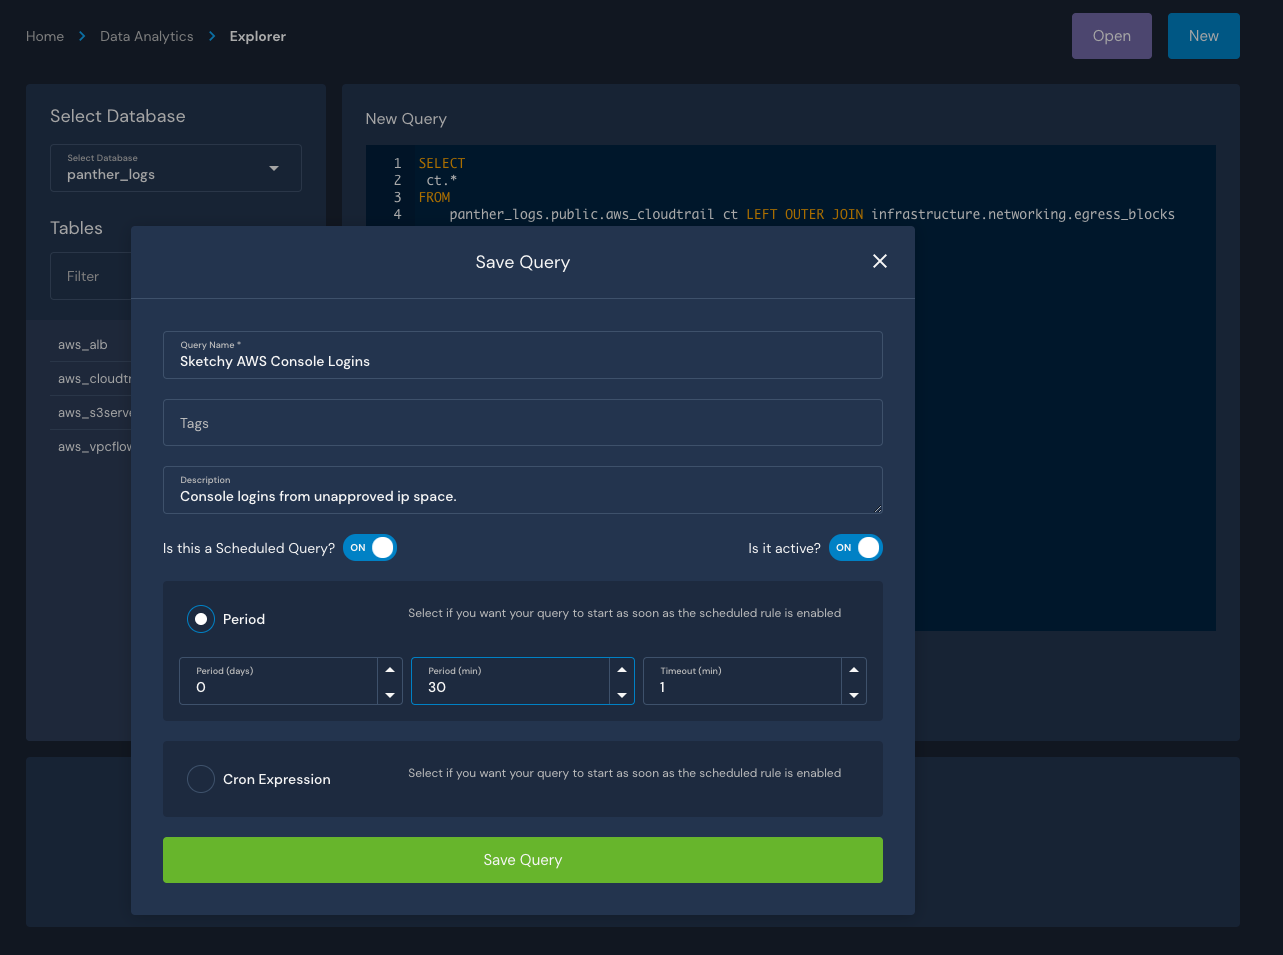 Home > Data Analytics > Explorer
Open
New
Select Database
Select Database
panther_logs
Tables
Filter
aws_alb
aws_cloudtr
aws_s3serve
aws_vpcflow
New Query
1 SELECT
2 ct.*
3 FROM
4 panther_logs.public.aws_cloudtrail ct LEFT OUTER JOIN infrastructure.networking.egress_blocks
Save Query
Query Name *
Sketchy AWS Console Logins
Tags
Description
Console logins from unapproved ip space.
Is this a Scheduled Query? ON
Is it active? ON
Period
Select if you want your query to start as soon as the scheduled rule is enabled
Period (days)
0
Period (min)
30
Timeout (min)
1
Cron Expression
Select if you want your query to start as soon as the scheduled rule is enabled
Save Query